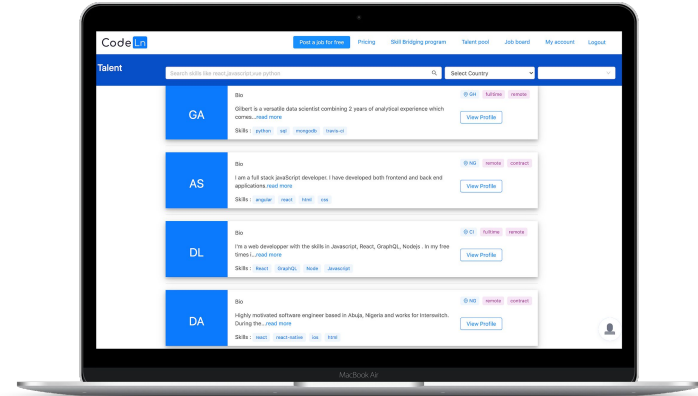 CodeLn
Post a job for free
Pricing
Skill Bridging program
Talent pool
Job board
My account
Logout
Talent
Search skills like react,javascript,vue python
Select Country
GA
Bio
GH fulltime remote
Gilbert is a versatile data scientist combining 2 years of analytical experience which
comes...read more
View Profile
Skills : python sql mongodb travis-ci
AS
Bio
NG remote contract
I am a full stack javaScript developer. I have developed both frontend and back end
applications.read more
View Profile
Skills : angular react html css
DL
Bio
CI fulltime remote
I'm a web developper with the skills in Javascript, React, GraphQL, Nodejs . In my free
times i...read more
View Profile
Skills : React GraphQL Node Javascript
DA
Bio
NG remote contract
Highly motivated software engineer based in Abuja, Nigeria and works for Interswitch.
During the...read more
View Profile
Skills : react react-native ios html
MacBook Air